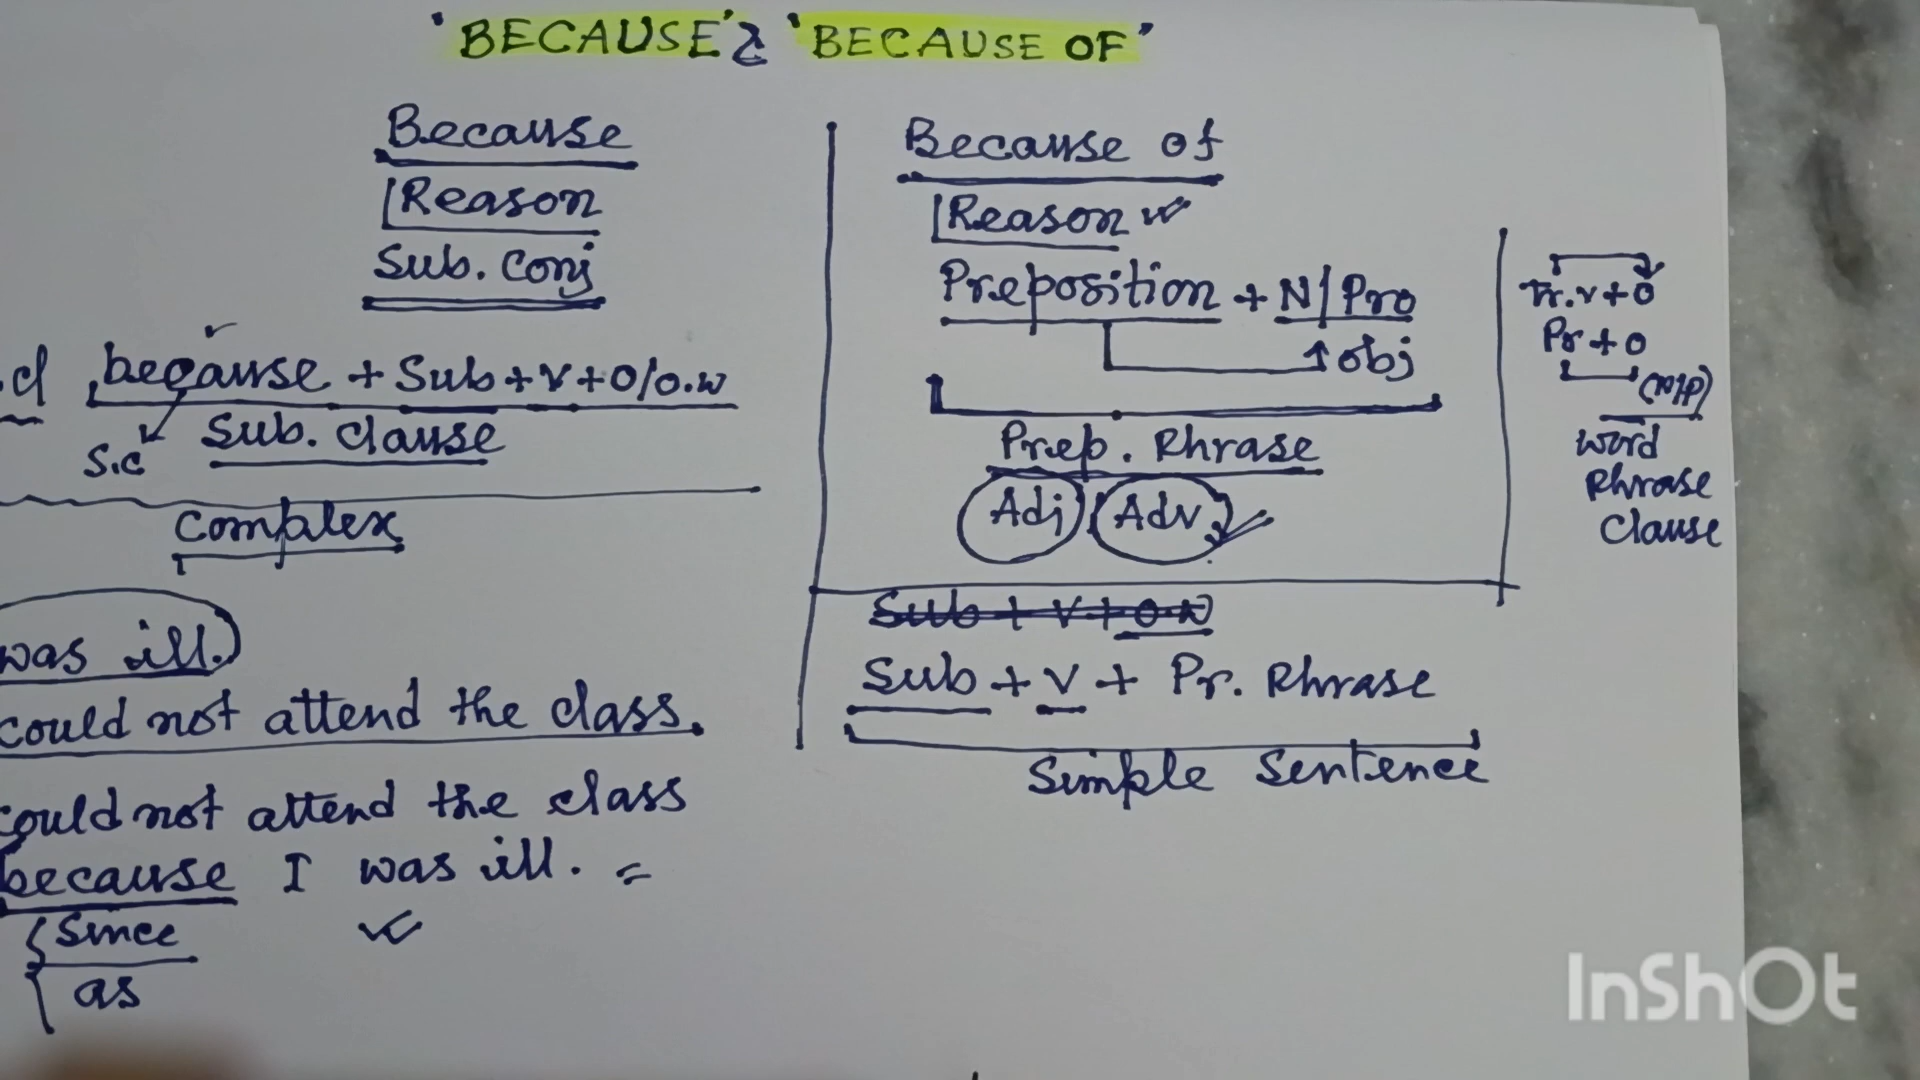 'BECAUSE' & 'BECAUSE OF'
Because
Reason
Sub. Conj
.cl because + Sub + V + O/O.W
S.C Sub. Clause
Complex
was ill.
could not attend the class.
could not attend the class
because I was ill. =
since
as
Because of
Reason
Preposition + N/Pro
obj
Prep. Phrase
Adj Adv
Sub + V + O.W
Sub + V + Pr. Phrase
Simple Sentence
Tr.V + O
Pr + O
(N/P)
word
Phrase
Clause
InShOt